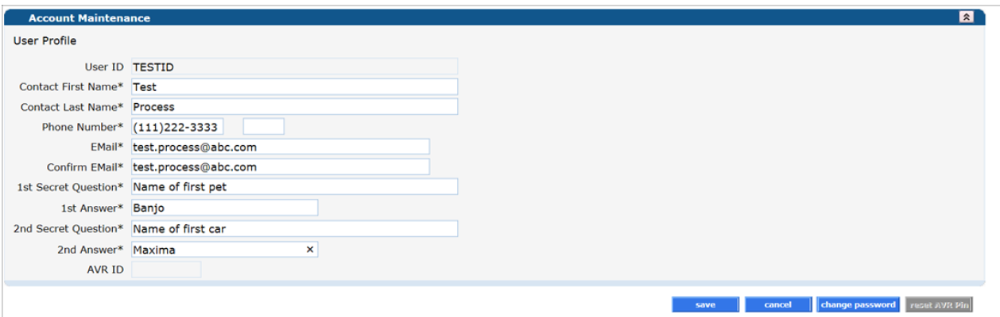 Account Maintenance
User Profile
User ID TESTID
Contact First Name* Test
Contact Last Name* Process
Phone Number* (111)222-3333
EMail* test.process@abc.com
Confirm EMail* test.process@abc.com
1st Secret Question* Name of first pet
1st Answer* Banjo
2nd Secret Question* Name of first car
2nd Answer* Maxima ×
AVR ID
save cancel change password reset AVR Pin